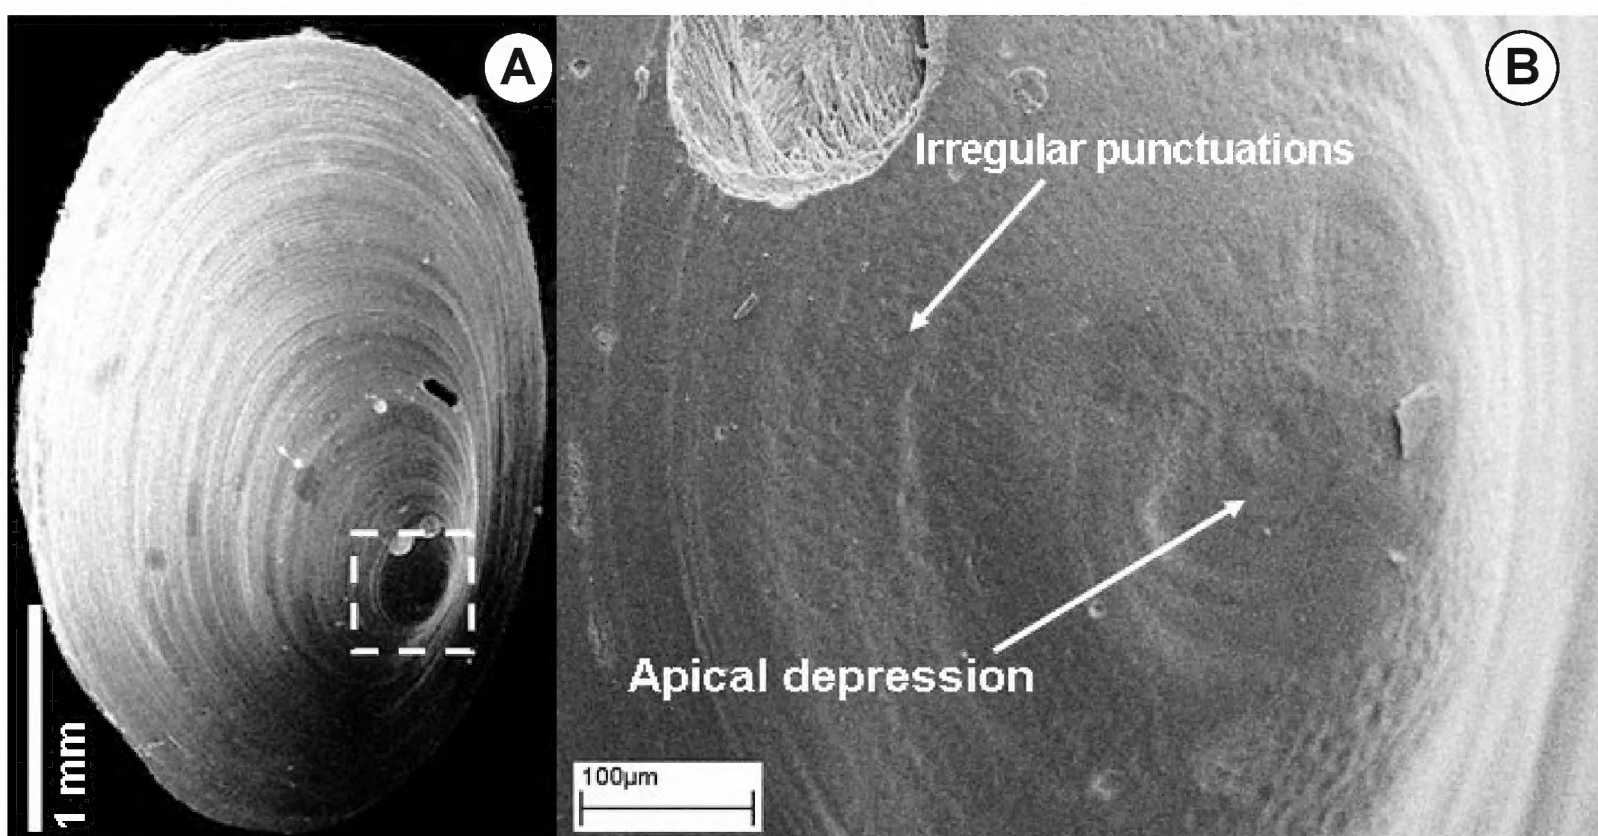 A
B
Irregular punctuations
Apical depression
1 mm
100µm